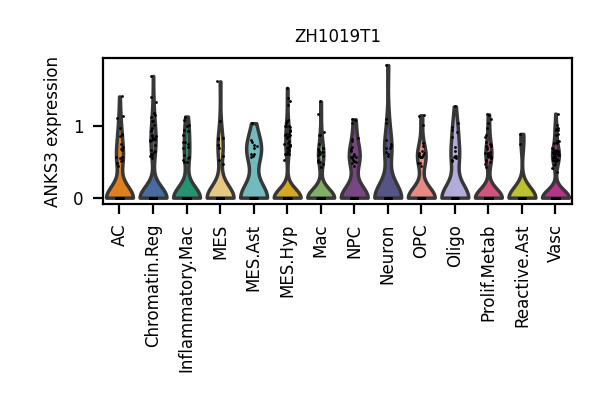 ZH1019T1
ANKS3 expression
1
0
AC
Chromatin.Reg
Inflammatory.Mac
MES
MES.Ast
MES.Hyp
Mac
NPC
Neuron
OPC
Oligo
Prolif.Metab
Reactive.Ast
Vasc